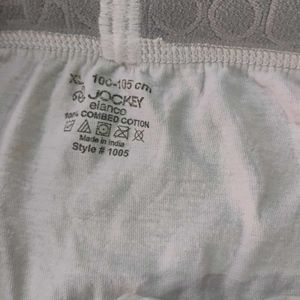 XL 100-105 cm
JOCKEY
elance
100% COMBED COTTON
Made in India
Style # 1005